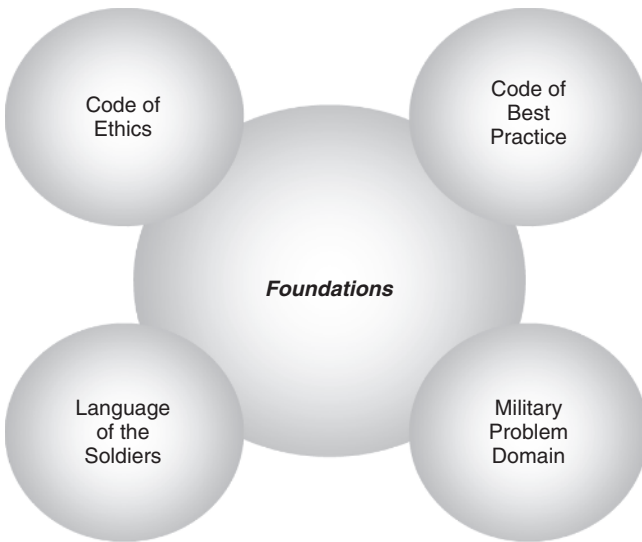 Code of
Ethics
Code of
Best
Practice
Foundations
Language
of the
Soldiers
Military
Problem
Domain